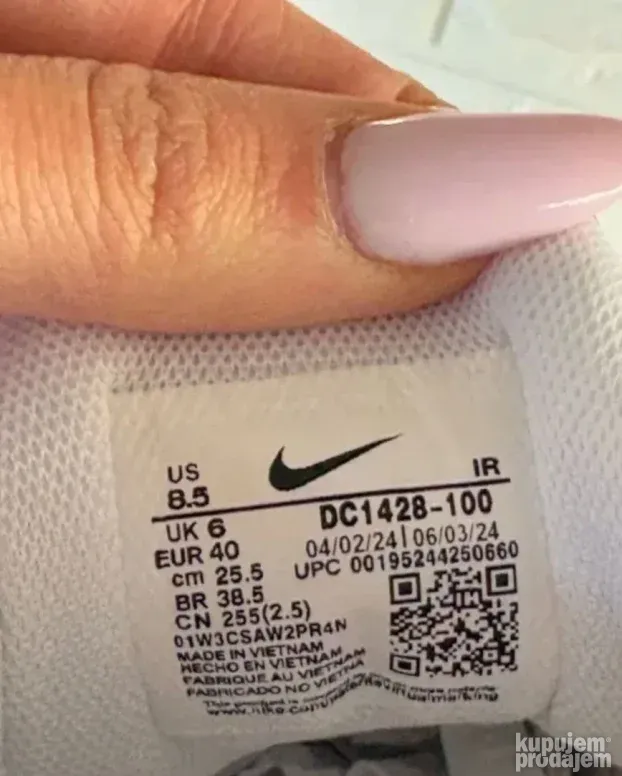 US
8.5
IR
UK 6
DC1428-100
EUR 40
04/02/24 | 06/03/24
cm 25.5
UPC 00195244250660
BR 38.5
CN 255(2.5)
01W3CSAW2PR4N
MADE IN VIETNAM
HECHO EN VIETNAM
FABRIQUE AU VIETNAM
FABRICADO NO VIETNA
This
kupujem
prodajem